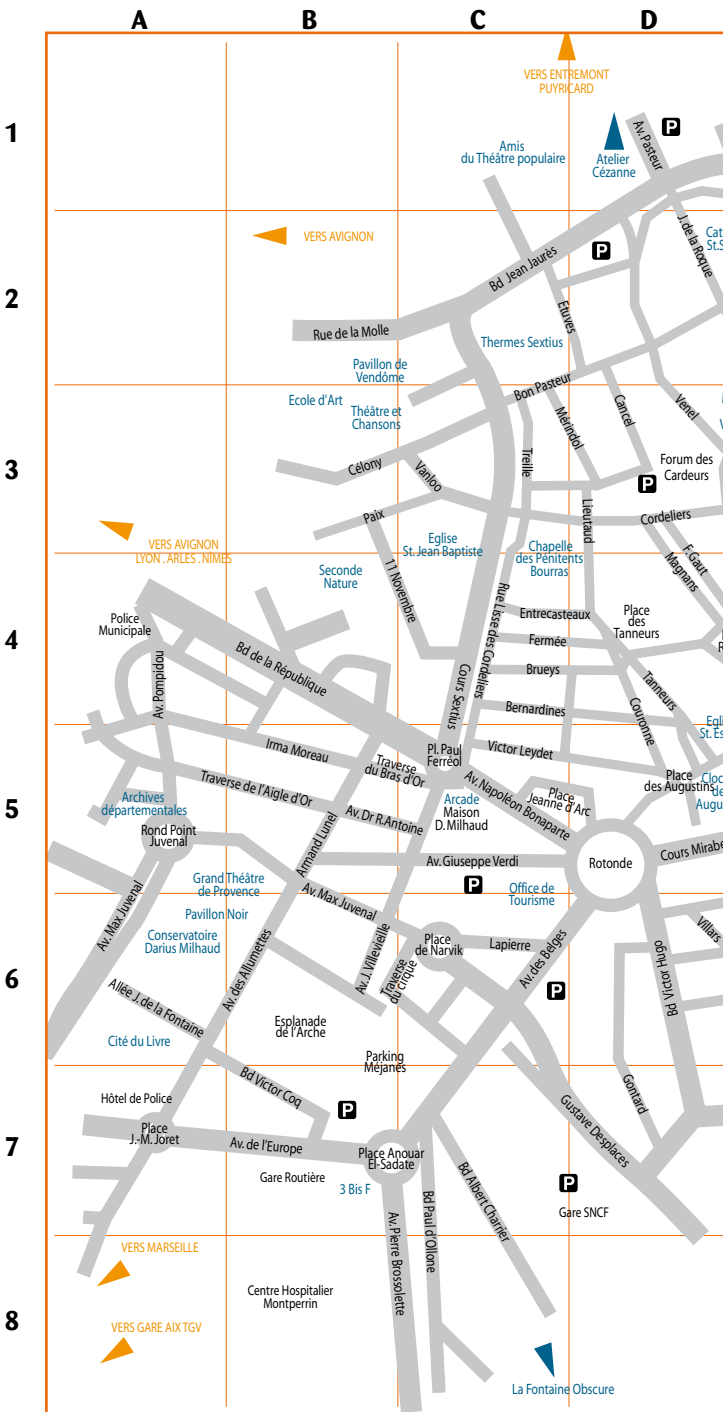 A B C D
1
2
3
4
5
6
7
8
VERS ENTREMONT
PUYRICARD
P
Av. Pasteur
Amis
du Théâtre populaire
Atelier
Cézanne
VERS AVIGNON
P
J. de la Roque
Bd Jean Jaurès
Etuves
Rue de la Molle
Thermes Sextius
Pavillon de
Vendôme
Bon Pasteur
Ecole d'Art
Théâtre et
Chansons
Mérindol
Cancel
Venel
Célony
Vanloo
Treille
Forum des
Cardeurs
P
Paix
Lieutaud
Cordeliers
VERS AVIGNON
LYON . ARLES . NÎMES
Eglise
St. Jean Baptiste
Chapelle
des Pénitents
Bourras
F. Gaut
Magnans
Seconde
Nature
11 Novembre
Rue Lisse des Cordeliers
Entrecasteaux
Place
des
Tanneurs
Police
Municipale
Fermée
Bd de la République
Brueys
Av. Pompidou
Cours Sextius
Tanneurs
Couronne
Bernardines
Irma Moreau
Pl. Paul
Ferréol
Victor Leydet
Traverse
du Bras d'Or
Traverse de l'Aigle d'Or
Av. Napoléon Bonaparte
Place
Jeanne d'Arc
Place
des Augustins
Archives
départementales
Arcade
Maison
D. Milhaud
Av. Dr R. Antoine
Armand Lunel
Rond Point
Juvenal
Av. Giuseppe Verdi
Rotonde
Cours Mirabe
Grand Théâtre
de Provence
P
Office de
Tourisme
Av. Max Juvenal
Av. Max Juvenal
Pavillon Noir
Conservatoire
Darius Milhaud
Av. J. Villevieille
Place
de Narvik
Lapierre
Villars
Av. des Belges
Bd Victor Hugo
Av. des Allumettes
Traverse
du cirque
P
Allée J. de la Fontaine
Esplanade
de l'Arche
Cité du Livre
Parking
Méjanes
Bd Victor Coq
Hôtel de Police
P
Gontard
Gustave Desplaces
Place
J.-M. Joret
Av. de l'Europe
Place Anouar
El-Sadate
Gare Routière
3 Bis F
Bd Albert Charrier
P
Gare SNCF
Bd Paul d'Ollone
Av. Pierre Brossolette
VERS MARSEILLE
Centre Hospitalier
Montperrin
VERS GARE AIX TGV
La Fontaine Obscure